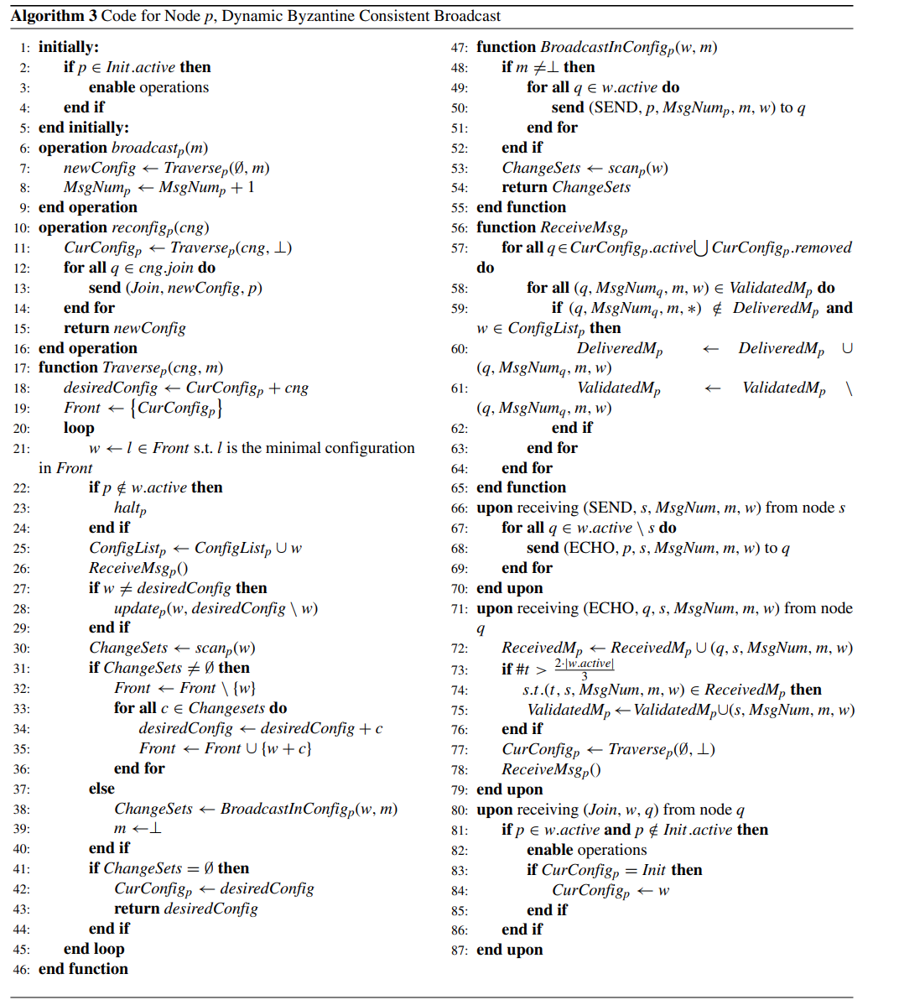 Algorithm 3 Code for Node p, Dynamic Byzantine Consistent Broadcast
1: initially:
2: if p ∈ Init.active then
3: enable operations
4: end if
5: end initially:
6: operation broadcast_p(m)
7: newConfig ← Traverse_p(∅, m)
8: MsgNum_p ← MsgNum_p + 1
9: end operation
10: operation reconfig_p(cng)
11: CurConfig_p ← Traverse_p(cng, ⊥)
12: for all q ∈ cng.join do
13: send (Join, newConfig, p)
14: end for
15: return newConfig
16: end operation
17: function Traverse_p(cng, m)
18: desiredConfig ← CurConfig_p + cng
19: Front ← {CurConfig_p}
20: loop
21: w ← l ∈ Front s.t. l is the minimal configuration
in Front
22: if p ∉ w.active then
23: halt_p
24: end if
25: ConfigList_p ← ConfigList_p ∪ w
26: ReceiveMsg_p()
27: if w ≠ desiredConfig then
28: update_p(w, desiredConfig \ w)
29: end if
30: ChangeSets ← scan_p(w)
31: if ChangeSets ≠ ∅ then
32: Front ← Front \ {w}
33: for all c ∈ Changesets do
34: desiredConfig ← desiredConfig + c
35: Front ← Front ∪ {w + c}
36: end for
37: else
38: ChangeSets ← BroadcastInConfig_p(w, m)
39: m ←⊥
40: end if
41: if ChangeSets = ∅ then
42: CurConfig_p ← desiredConfig
43: return desiredConfig
44: end if
45: end loop
46: end function
47: function BroadcastInConfig_p(w, m)
48: if m ≠⊥ then
49: for all q ∈ w.active do
50: send (SEND, p, MsgNum_p, m, w) to q
51: end for
52: end if
53: ChangeSets ← scan_p(w)
54: return ChangeSets
55: end function
56: function ReceiveMsg_p
57: for all q∈CurConfig_p.active⋃ CurConfig_p.removed
do
58: for all (q, MsgNum_q, m, w) ∈ ValidatedM_p do
59: if (q, MsgNum_q, m, *) ∉ DeliveredM_p and
w ∈ ConfigList_p then
60: DeliveredM_p ← DeliveredM_p ∪
(q, MsgNum_q, m, w)
61: ValidatedM_p ← ValidatedM_p \
(q, MsgNum_q, m, w)
62: end if
63: end for
64: end for
65: end function
66: upon receiving (SEND, s, MsgNum, m, w) from node s
67: for all q ∈ w.active \ s do
68: send (ECHO, p, s, MsgNum, m, w) to q
69: end for
70: end upon
71: upon receiving (ECHO, q, s, MsgNum, m, w) from node
q
72: ReceivedM_p ← ReceivedM_p ∪ (q, s, MsgNum, m, w)
73: if #t > 2·|w.active|/3
74: s.t.(t, s, MsgNum, m, w) ∈ ReceivedM_p then
75: ValidatedM_p ← ValidatedM_p∪(s, MsgNum, m, w)
76: end if
77: CurConfig_p ← Traverse_p(∅, ⊥)
78: ReceiveMsg_p()
79: end upon
80: upon receiving (Join, w, q) from node q
81: if p ∈ w.active and p ∉ Init.active then
82: enable operations
83: if CurConfig_p = Init then
84: CurConfig_p ← w
85: end if
86: end if
87: end upon